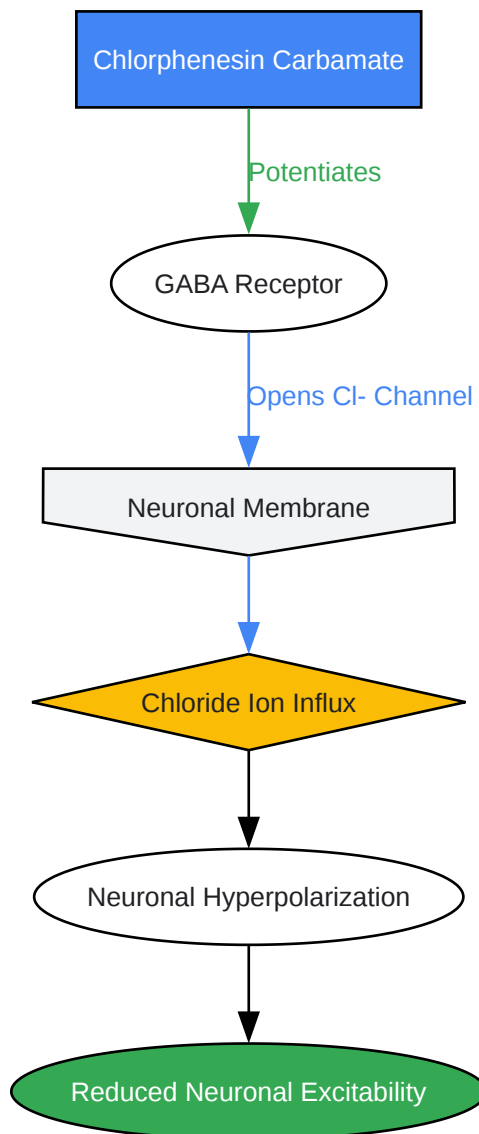 Chlorphenesin Carbamate
Potentiates
GABA Receptor
Opens Cl- Channel
Neuronal Membrane
Chloride Ion Influx
Neuronal Hyperpolarization
Reduced Neuronal Excitability